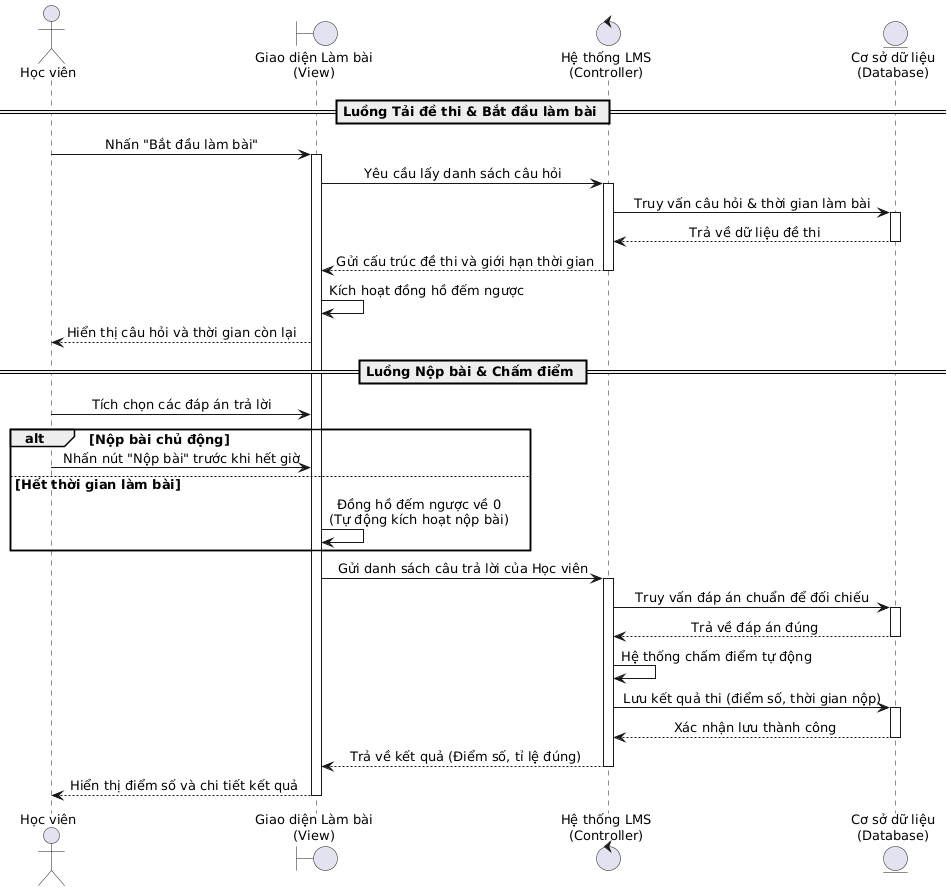 Học viên
Giao diện Làm bài
(View)
Hệ thống LMS
(Controller)
Cơ sở dữ liệu
(Database)
Luồng Tải đề thi & Bắt đầu làm bài
Nhấn "Bắt đầu làm bài"
Yêu cầu lấy danh sách câu hỏi
Truy vấn câu hỏi & thời gian làm bài
Trả về dữ liệu đề thi
Gửi cấu trúc đề thi và giới hạn thời gian
Kích hoạt đồng hồ đếm ngược
Hiển thị câu hỏi và thời gian còn lại
Luồng Nộp bài & Chấm điểm
Tích chọn các đáp án trả lời
alt [Nộp bài chủ động]
Nhấn nút "Nộp bài" trước khi hết giờ
[Hết thời gian làm bài]
Đồng hồ đếm ngược về 0
(Tự động kích hoạt nộp bài)
Gửi danh sách câu trả lời của Học viên
Truy vấn đáp án chuẩn để đối chiếu
Trả về đáp án đúng
Hệ thống chấm điểm tự động
Lưu kết quả thi (điểm số, thời gian nộp)
Xác nhận lưu thành công
Trả về kết quả (Điểm số, tỉ lệ đúng)
Hiển thị điểm số và chi tiết kết quả
Học viên
Giao diện Làm bài
(View)
Hệ thống LMS
(Controller)
Cơ sở dữ liệu
(Database)